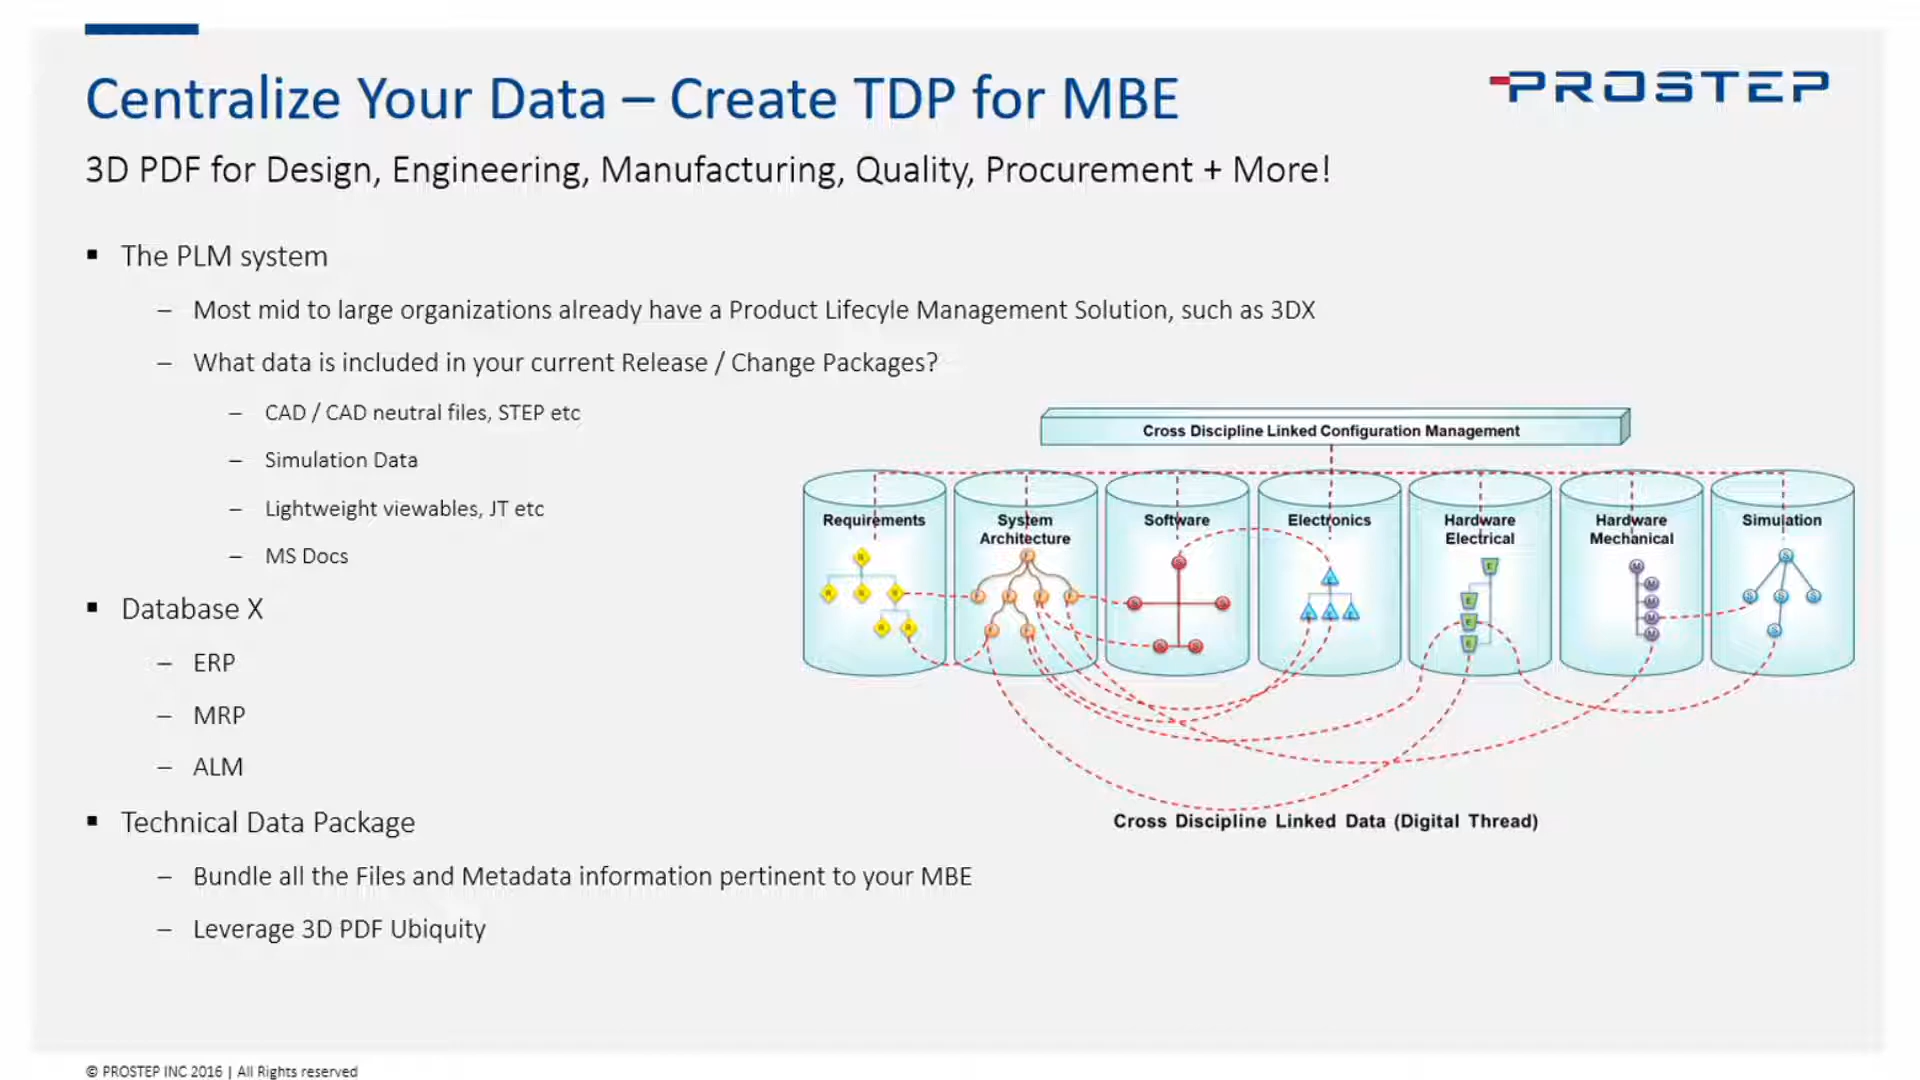 Centralize Your Data – Create TDP for MBE
PROSTEP
3D PDF for Design, Engineering, Manufacturing, Quality, Procurement + More!
▪ The PLM system
– Most mid to large organizations already have a Product Lifecyle Management Solution, such as 3DX
– What data is included in your current Release / Change Packages?
– CAD / CAD neutral files, STEP etc
– Simulation Data
– Lightweight viewables, JT etc
– MS Docs
▪ Database X
– ERP
– MRP
– ALM
▪ Technical Data Package
– Bundle all the Files and Metadata information pertinent to your MBE
– Leverage 3D PDF Ubiquity
Cross Discipline Linked Configuration Management
Requirements
System
Architecture
Software
Electronics
Hardware
Electrical
Hardware
Mechanical
Simulation
Cross Discipline Linked Data (Digital Thread)
© PROSTEP INC 2016 | All Rights reserved